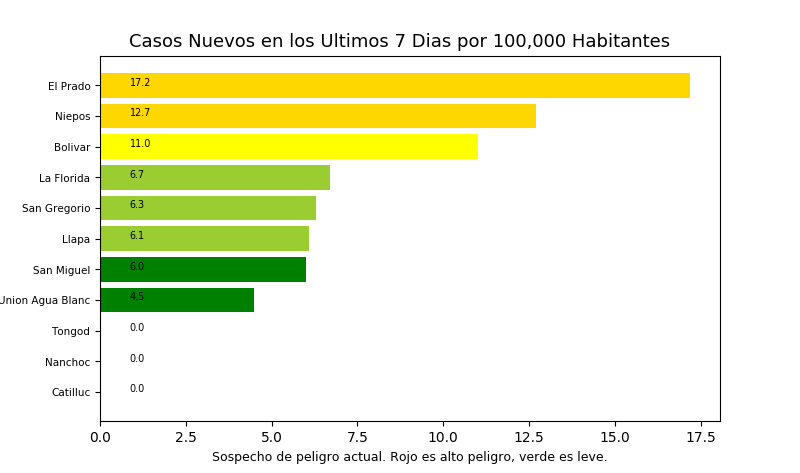 Casos Nuevos en los Ultimos 7 Dias por 100,000 Habitantes
El Prado 17.2
Niepos 12.7
Bolivar 11.0
La Florida 6.7
San Gregorio 6.3
Llapa 6.1
San Miguel 6.0
Union Agua Blanc 4.5
Tongod 0.0
Nanchoc 0.0
Catilluc 0.0
0.0 2.5 5.0 7.5 10.0 12.5 15.0 17.5
Sospecho de peligro actual. Rojo es alto peligro, verde es leve.